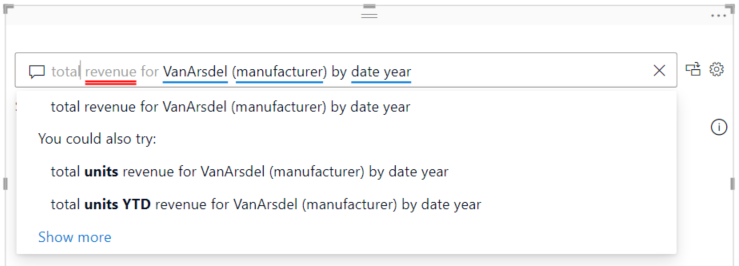 total revenue for VanArsdel (manufacturer) by date year
total revenue for VanArsdel (manufacturer) by date year
You could also try:
total units revenue for VanArsdel (manufacturer) by date year
total units YTD revenue for VanArsdel (manufacturer) by date year
Show more